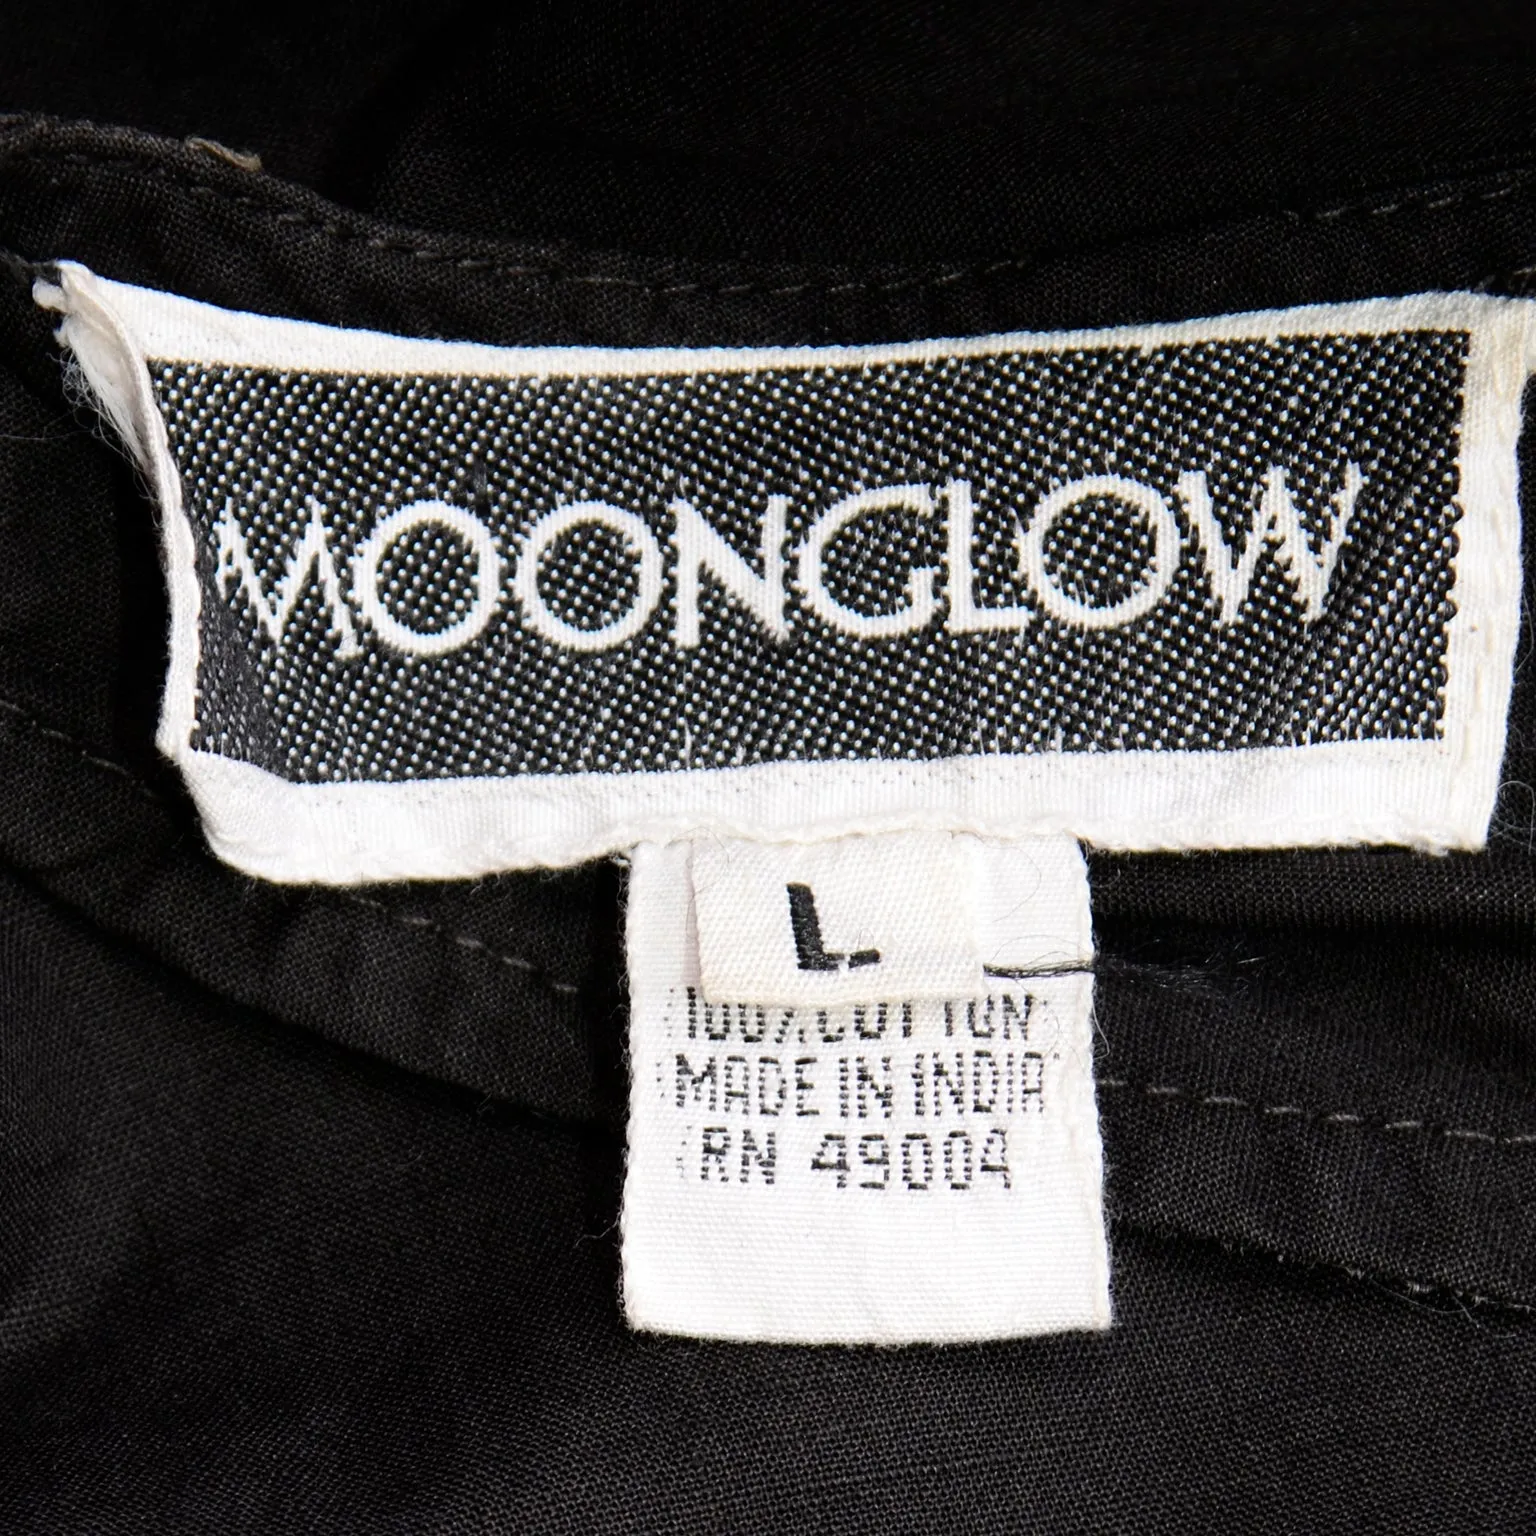 MOONGLOW
L
100% COTTON
MADE IN INDIA
RN 49004